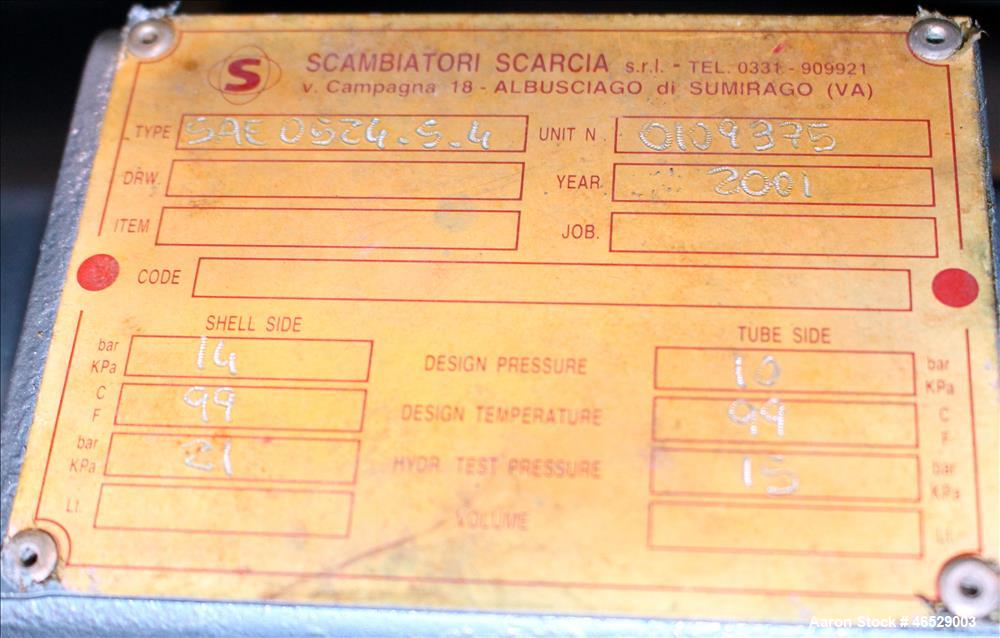 S SCAMBIATORI SCARCIA s.r.l. - TEL. 0331 - 909921
v. Campagna 18 - ALBUSCIAGO di SUMIRAGO (VA)
TYPE SAE 0524.S.4 UNIT N. 0109375
DRW. YEAR 2001
ITEM JOB.
CODE
SHELL SIDE TUBE SIDE
bar KPa 14 DESIGN PRESSURE 10 bar KPa
C F 99 DESIGN TEMPERATURE 99 C F
bar KPa 21 HYDR TEST PRESSURE 15 bar KPa
Lt. VOLUME Lt.
Aaron Stock # 46529003